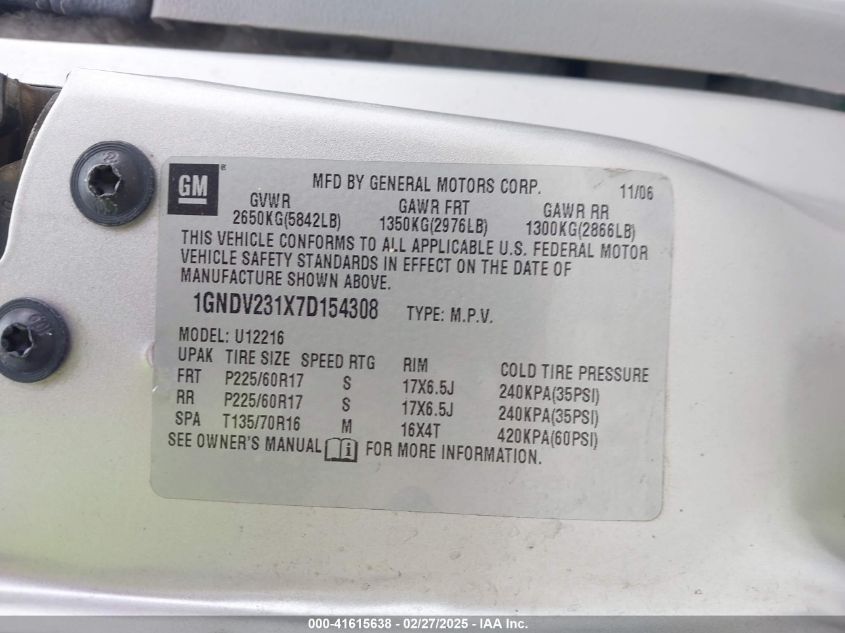 GM ® MFD BY GENERAL MOTORS CORP. 11/06
GVWR GAWR FRT GAWR RR
2650KG(5842LB) 1350KG(2976LB) 1300KG(2866LB)
THIS VEHICLE CONFORMS TO ALL APPLICABLE U.S. FEDERAL MOTOR
VEHICLE SAFETY STANDARDS IN EFFECT ON THE DATE OF
MANUFACTURE SHOWN ABOVE.
1GNDV231X7D154308 TYPE: M.P.V.
MODEL: U12216
UPAK TIRE SIZE SPEED RTG RIM COLD TIRE PRESSURE
FRT P225/60R17 S 17X6.5J 240KPA(35PSI)
RR P225/60R17 S 17X6.5J 240KPA(35PSI)
SPA T135/70R16 M 16X4T 420KPA(60PSI)
SEE OWNER'S MANUAL i FOR MORE INFORMATION.
000-41615638 - 02/27/2025 - IAA Inc.